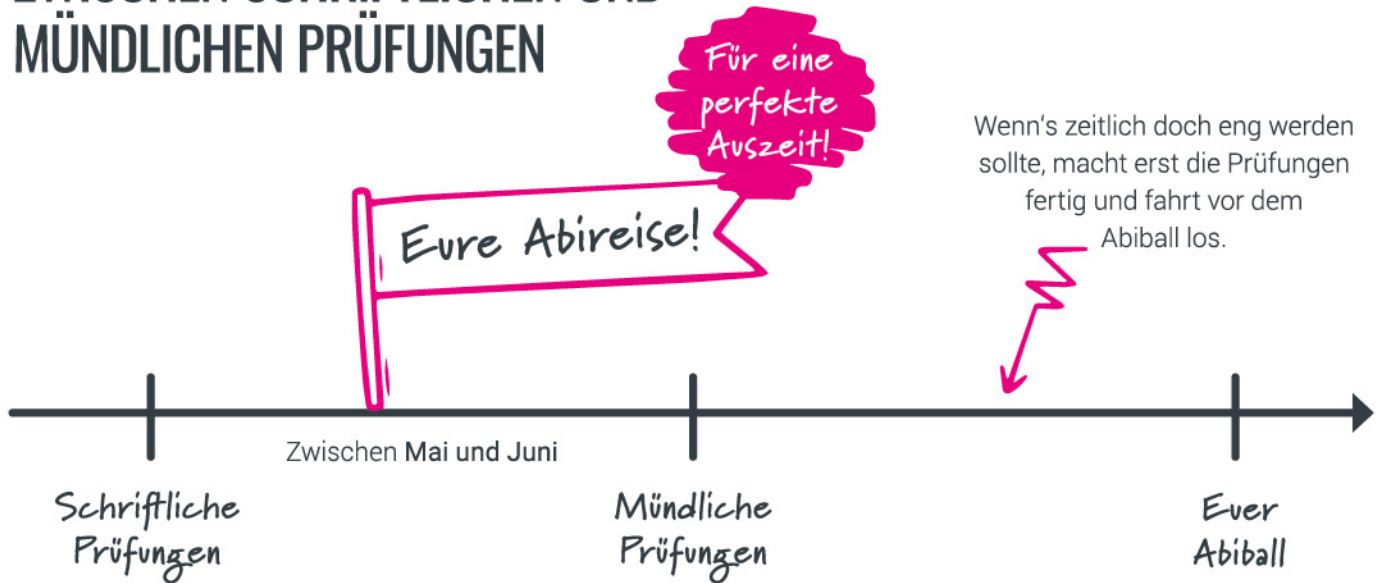 MÜNDLICHEN PRÜFUNGEN
Für eine
perfekte
Auszeit!
Wenn's zeitlich doch eng werden
sollte, macht erst die Prüfungen
fertig und fahrt vor dem
Abiball los.
Eure Abireise!
Zwischen Mai und Juni
Schriftliche
Prüfungen
Mündliche
Prüfungen
Euer
Abiball